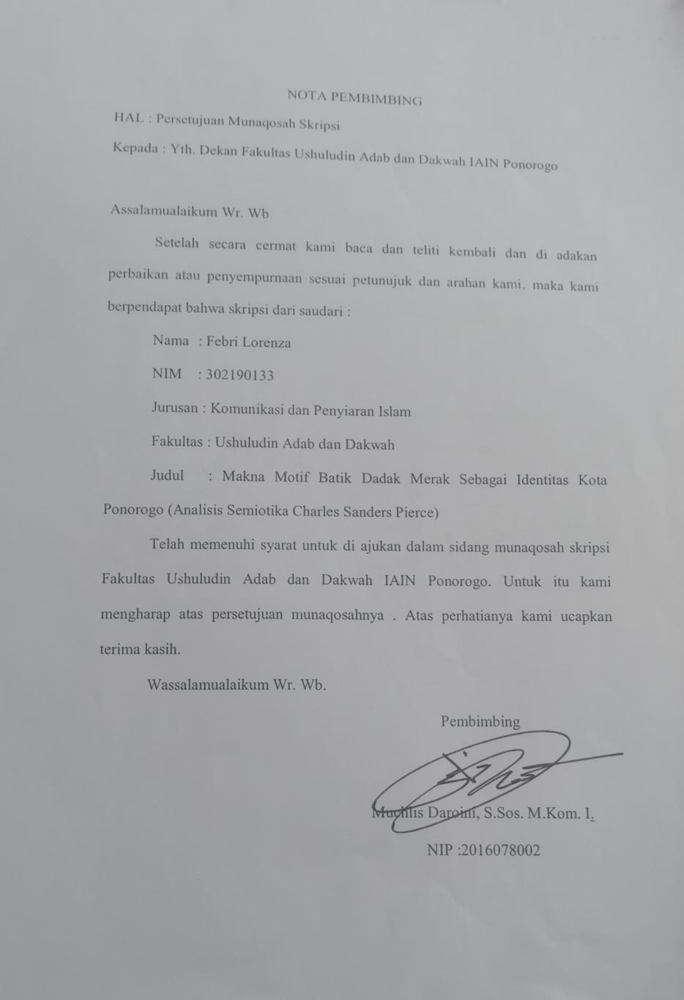 NOTA PEMBIMBING
HAL : Persetujuan Munaqosah Skripsi
Kepada : Yth. Dekan Fakultas Ushuludin Adab dan Dakwah IAIN Ponorogo
Assalamualaikum Wr. Wb
Setelah secara cermat kami baca dan teliti kembali dan di adakan
perbaikan atau penyempurnaan sesuai petunujuk dan arahan kami, maka kami
berpendapat bahwa skripsi dari saudari :
Nama : Febri Lorenza
NIM : 302190133
Jurusan : Komunikasi dan Penyiaran Islam
Fakultas : Ushuludin Adab dan Dakwah
Judul : Makna Motif Batik Dadak Merak Sebagai Identitas Kota
Ponorogo (Analisis Semiotika Charles Sanders Pierce)
Telah memenuhi syarat untuk di ajukan dalam sidang munaqosah skripsi
Fakultas Ushuludin Adab dan Dakwah IAIN Ponorogo. Untuk itu kami
mengharap atas persetujuan munaqosahnya . Atas perhatianya kami ucapkan
terima kasih.
Wassalamualaikum Wr. Wb.
Pembimbing
Muchlis Daroini, S.Sos. M.Kom. I.
NIP :2016078002